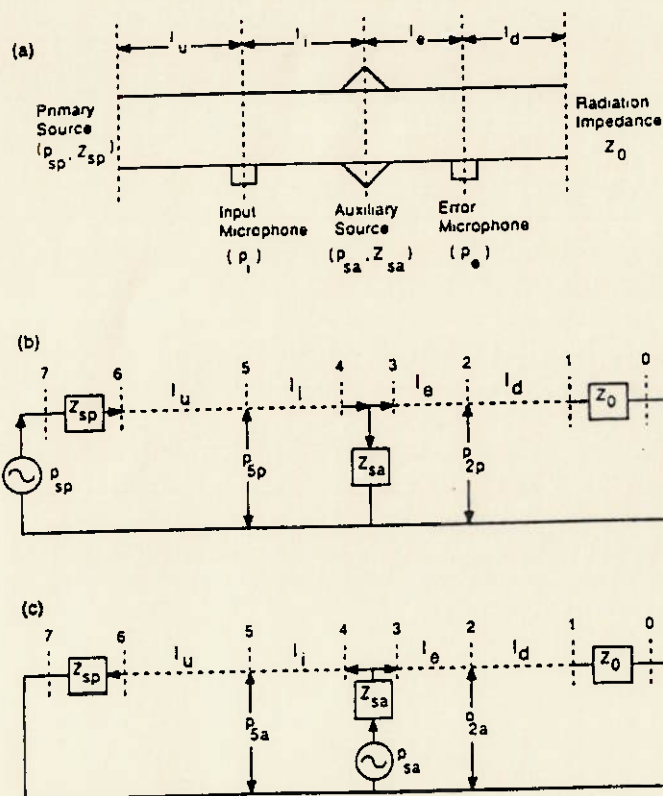 (a)
l_u l_i l_e l_d
Primary Source (p_sp, Z_sp)
Input Microphone (p_i)
Auxiliary Source (p_sa, Z_sa)
Error Microphone (p_e)
Radiation Impedance Z_0
(b)
7 6 5 4 3 2 1 0
Z_sp l_u l_i l_e l_d Z_0
p_sp p_5p Z_sa p_2p
(c)
7 6 5 4 3 2 1 0
Z_sp l_u l_i l_e l_d Z_0
p_5a Z_sa p_2a
p_sa